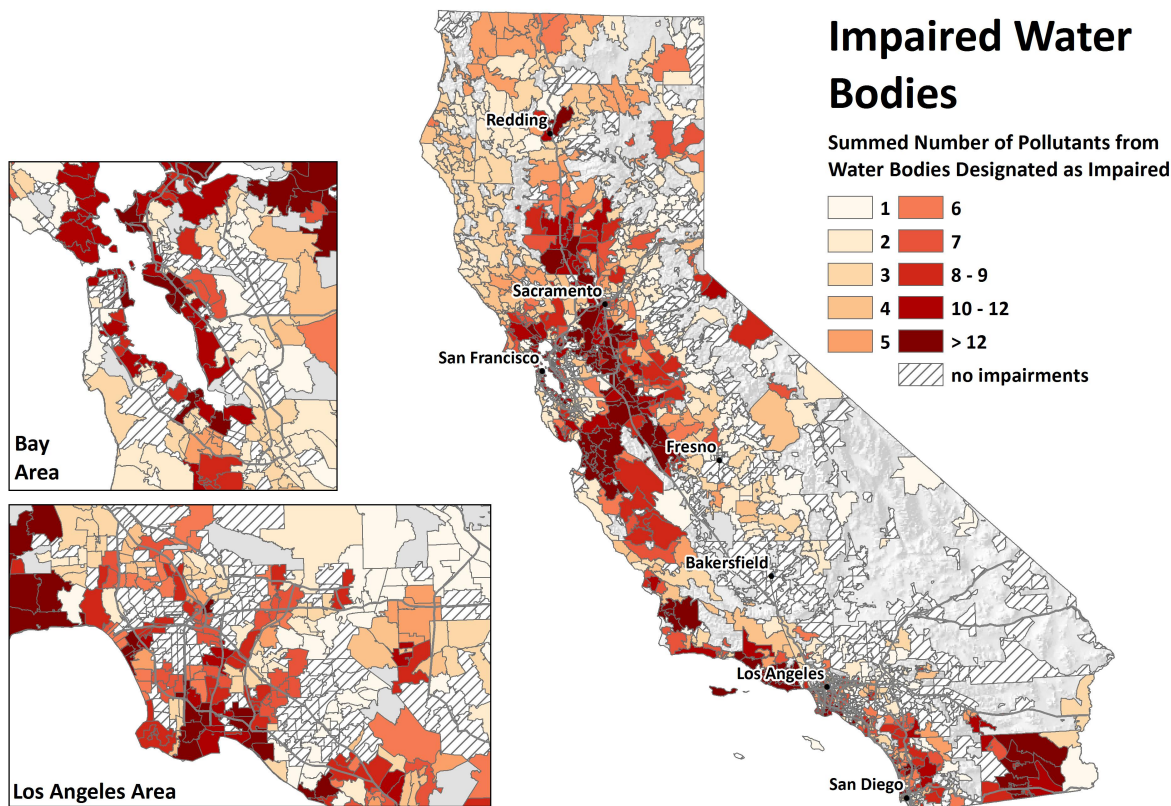 Impaired Water
Bodies
Summed Number of Pollutants from
Water Bodies Designated as Impaired
1
2
3
4
5
6
7
8 - 9
10 - 12
> 12
no impairments
Redding
Sacramento
San Francisco
Fresno
Bakersfield
Los Angeles
San Diego
Bay
Area
Los Angeles Area